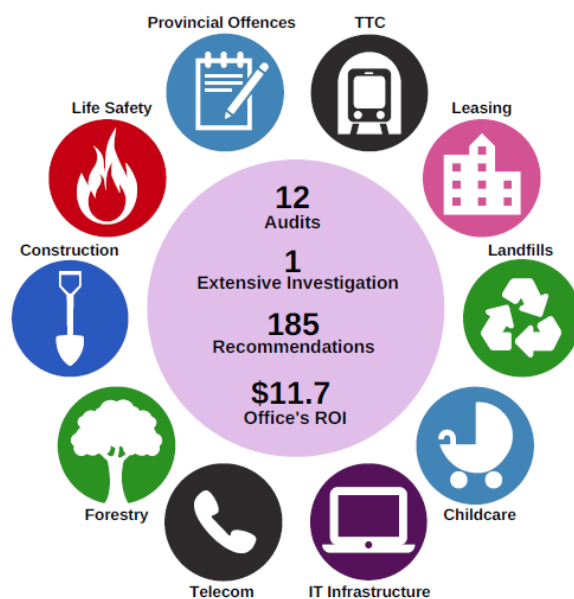 Provincial Offences
TTC
Life Safety
Leasing
12
Audits
Construction
Landfills
1
Extensive Investigation
185
Recommendations
$11.7
Office's ROI
Forestry
Childcare
Telecom
IT Infrastructure